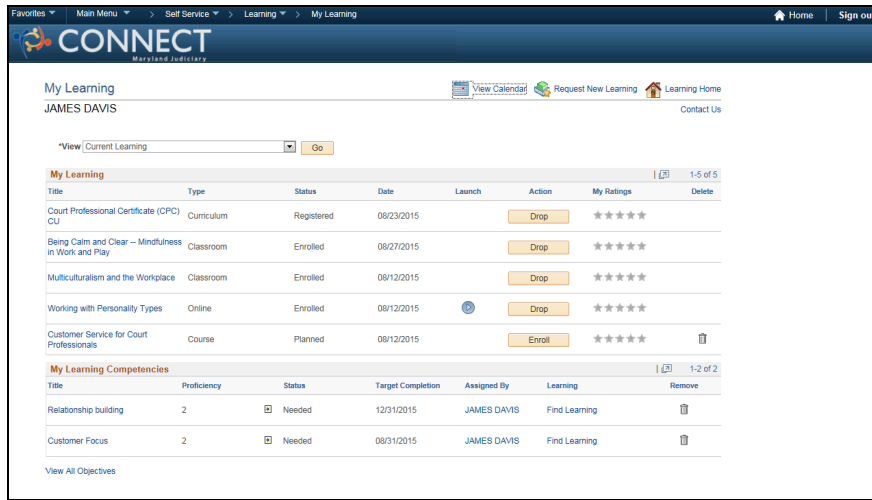 Favorites Main Menu > Self Service > Learning > My Learning Home Sign ou
CONNECT
Maryland Judiciary
My Learning View Calendar Request New Learning Learning Home
JAMES DAVIS Contact Us
*View Current Learning Go
My Learning 1-5 of 5
Title Type Status Date Launch Action My Ratings Delete
Court Professional Certificate (CPC) Curriculum Registered 08/23/2015 Drop
CU
Being Calm and Clear -- Mindfulness Classroom Enrolled 08/27/2015 Drop
in Work and Play
Multiculturalism and the Workplace Classroom Enrolled 08/12/2015 Drop
Working with Personality Types Online Enrolled 08/12/2015 Drop
Customer Service for Court Course Planned 08/12/2015 Enroll
Professionals
My Learning Competencies 1-2 of 2
Title Proficiency Status Target Completion Assigned By Learning Remove
Relationship building 2 Needed 12/31/2015 JAMES DAVIS Find Learning
Customer Focus 2 Needed 08/31/2015 JAMES DAVIS Find Learning
View All Objectives